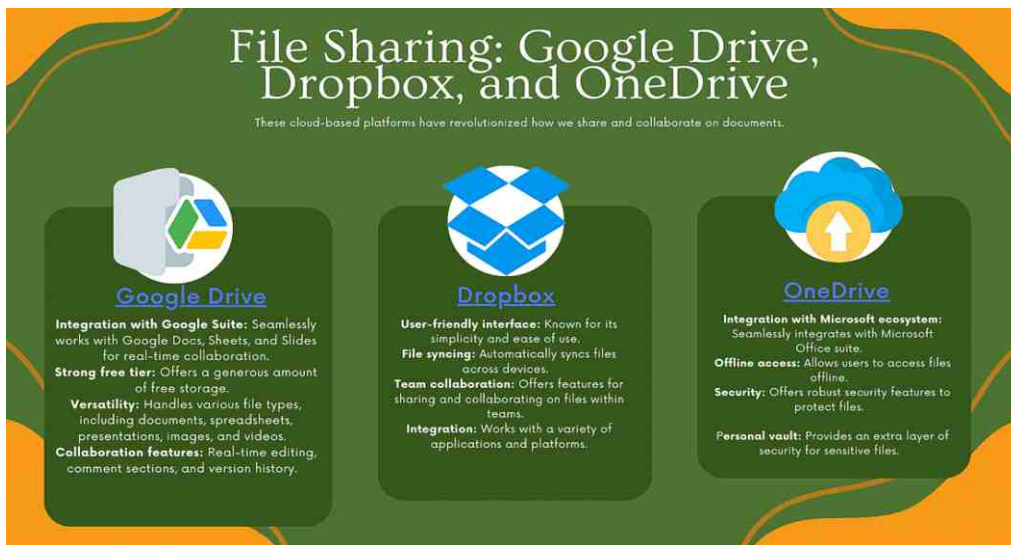 File Sharing: Google Drive,
Dropbox, and OneDrive
These cloud-based platforms have revolutionized how we share and collaborate on documents.
Google Drive
Integration with Google Suite: Seamlessly
works with Google Docs, Sheets, and Slides
for real-time collaboration.
Strong free tier: Offers a generous amount
of free storage.
Versatility: Handles various file types,
including documents, spreadsheets,
presentations, images, and videos.
Collaboration features: Real-time editing,
comment sections, and version history.
Dropbox
User-friendly interface: Known for its
simplicity and ease of use.
File syncing: Automatically syncs files
across devices.
Team collaboration: Offers features for
sharing and collaborating on files within
teams.
Integration: Works with a variety of
applications and platforms.
OneDrive
Integration with Microsoft ecosystem:
Seamlessly integrates with Microsoft
Office suite.
Offline access: Allows users to access files
offline.
Security: Offers robust security features to
protect files.
Personal vault: Provides an extra layer of
security for sensitive files.